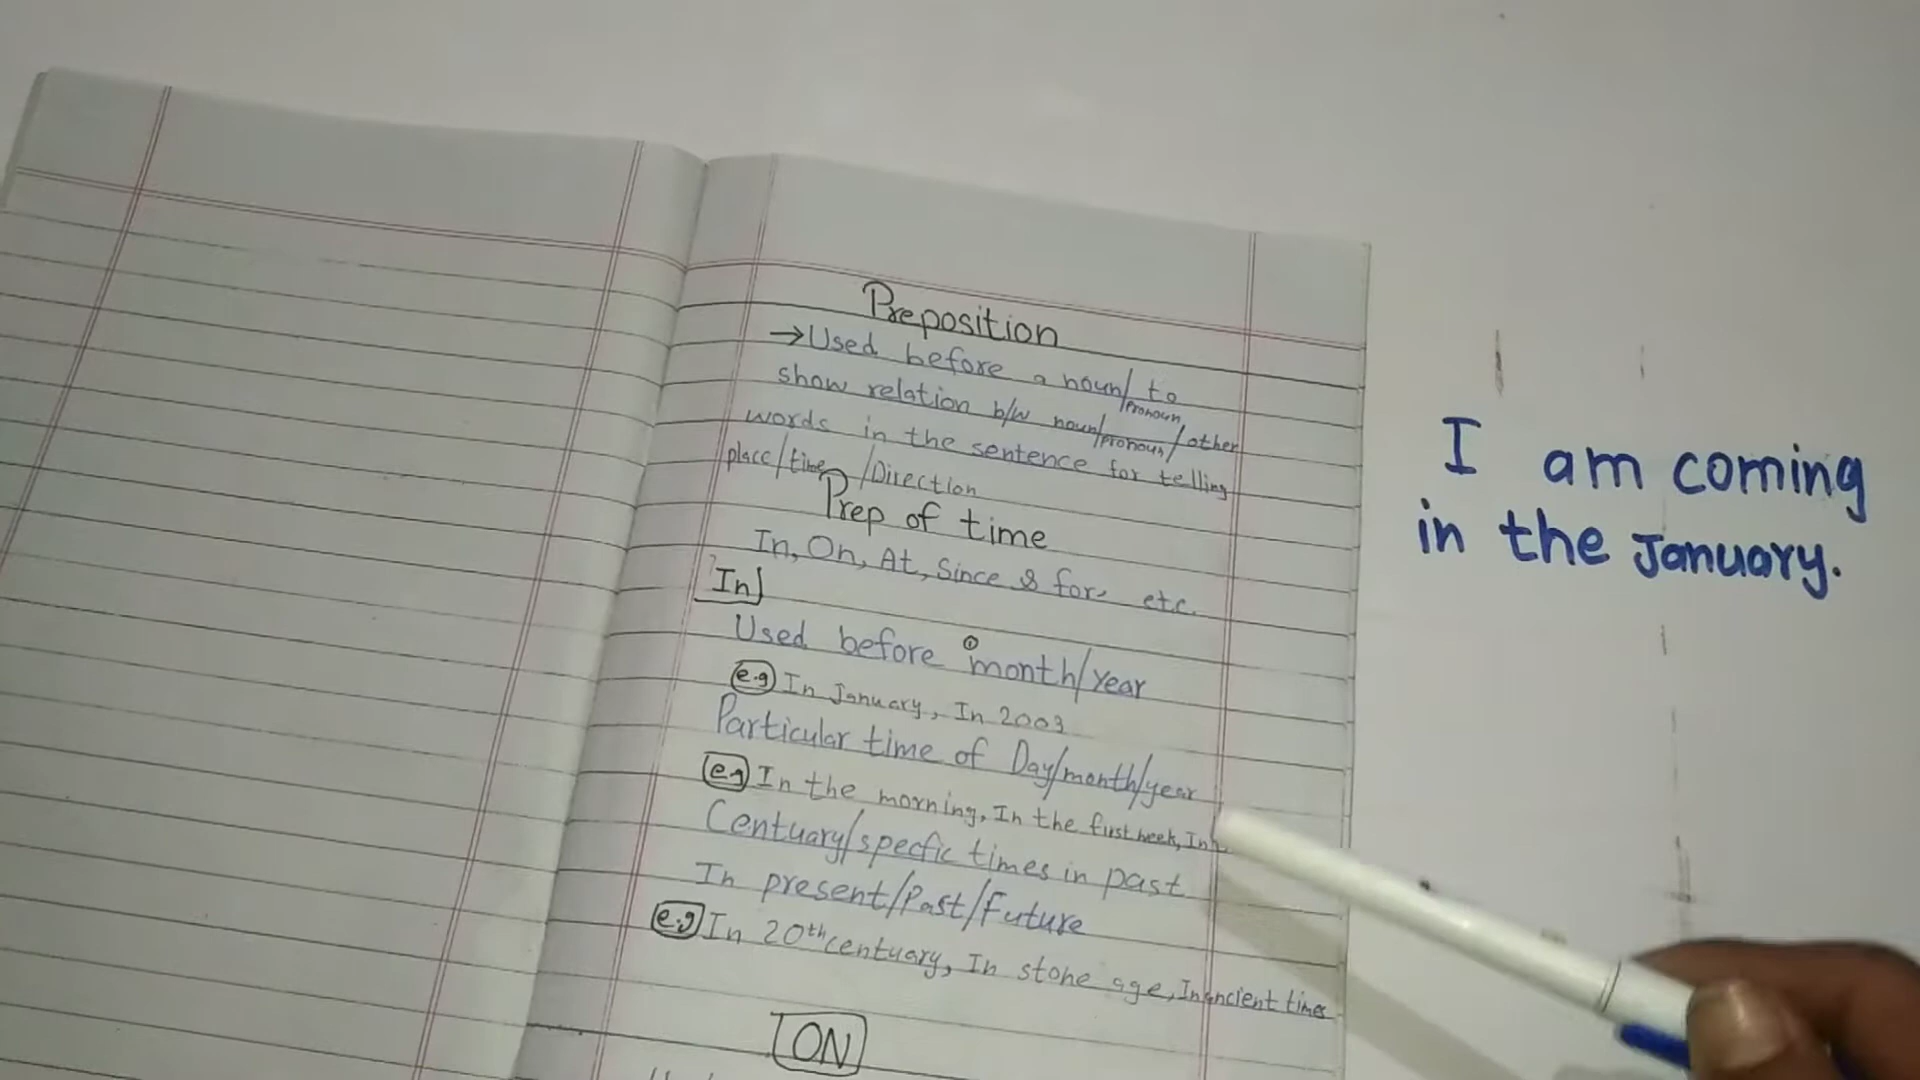 Preposition
→Used before a noun/pronoun to
show relation b/w noun/pronoun/other
words in the sentence for telling
place/time/Direction
Prep of time
In, On, At, Since & for, etc.
In
Used before ① month/year
e.g In January, In 2003
Particular time of Day/month/year
e.g In the morning, In the first week, In
Centuary/specfic times in past
In present/Past/Future
e.g In 20th centuary, In stone age, In ancient times
ON
I am coming
in the January.